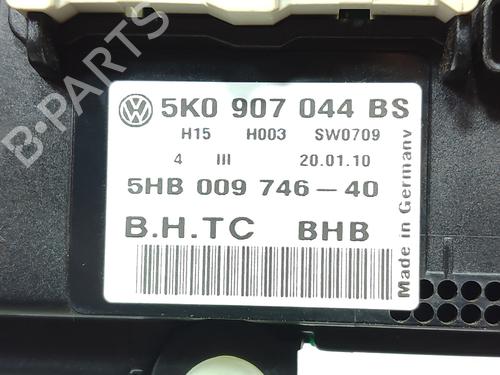 B-PARTS
5K0 907 044 BS
H15 H003 SW0709
4 III 20.01.10
5HB 009 746-40
B.H.TC BHB
Made in Germany